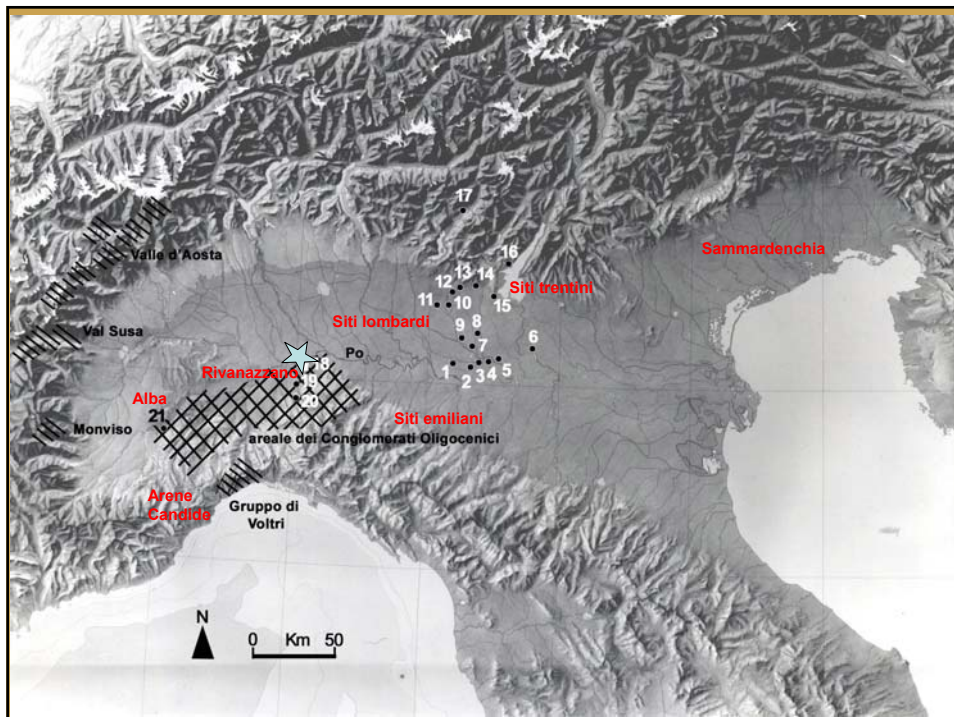 17
Valle d'Aosta
Sammardenchia
16
13
14
12
Siti trentini
15
11
10
Siti lombardi
Val Susa
8
9
7
6
Po
18
Rivanazzano
1
2
3
4
5
19
Alba
20
21
Siti emiliani
Monviso
areale dei Conglomerati Oligocenici
Arene
Candide
Gruppo di
Voltri
N
0 Km 50